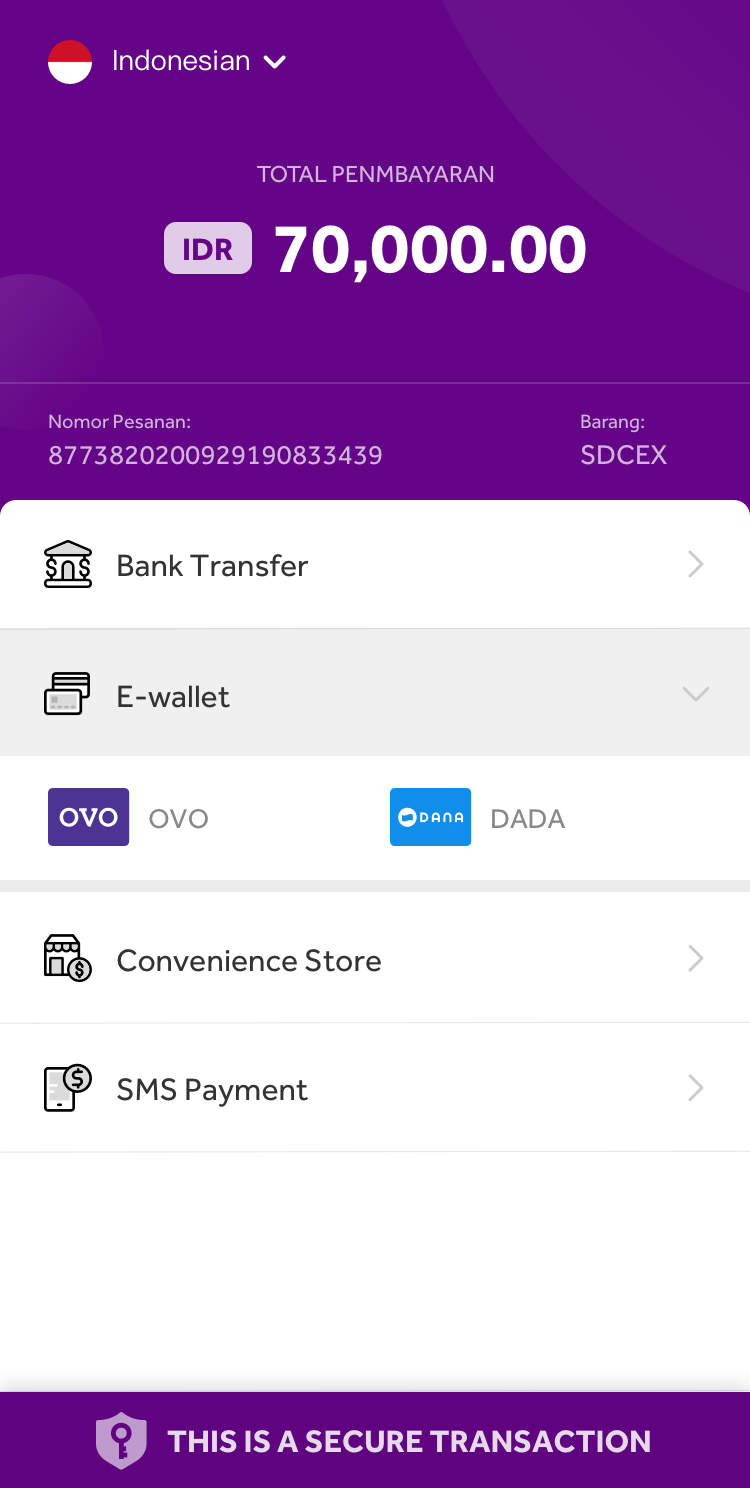 Indonesian
TOTAL PENMBAYARAN
IDR 70,000.00
Nomor Pesanan: Barang:
8773820200929190833439 SDCEX
Bank Transfer
E-wallet
OVO OVO DANA DADA
Convenience Store
$
SMS Payment
$
THIS IS A SECURE TRANSACTION